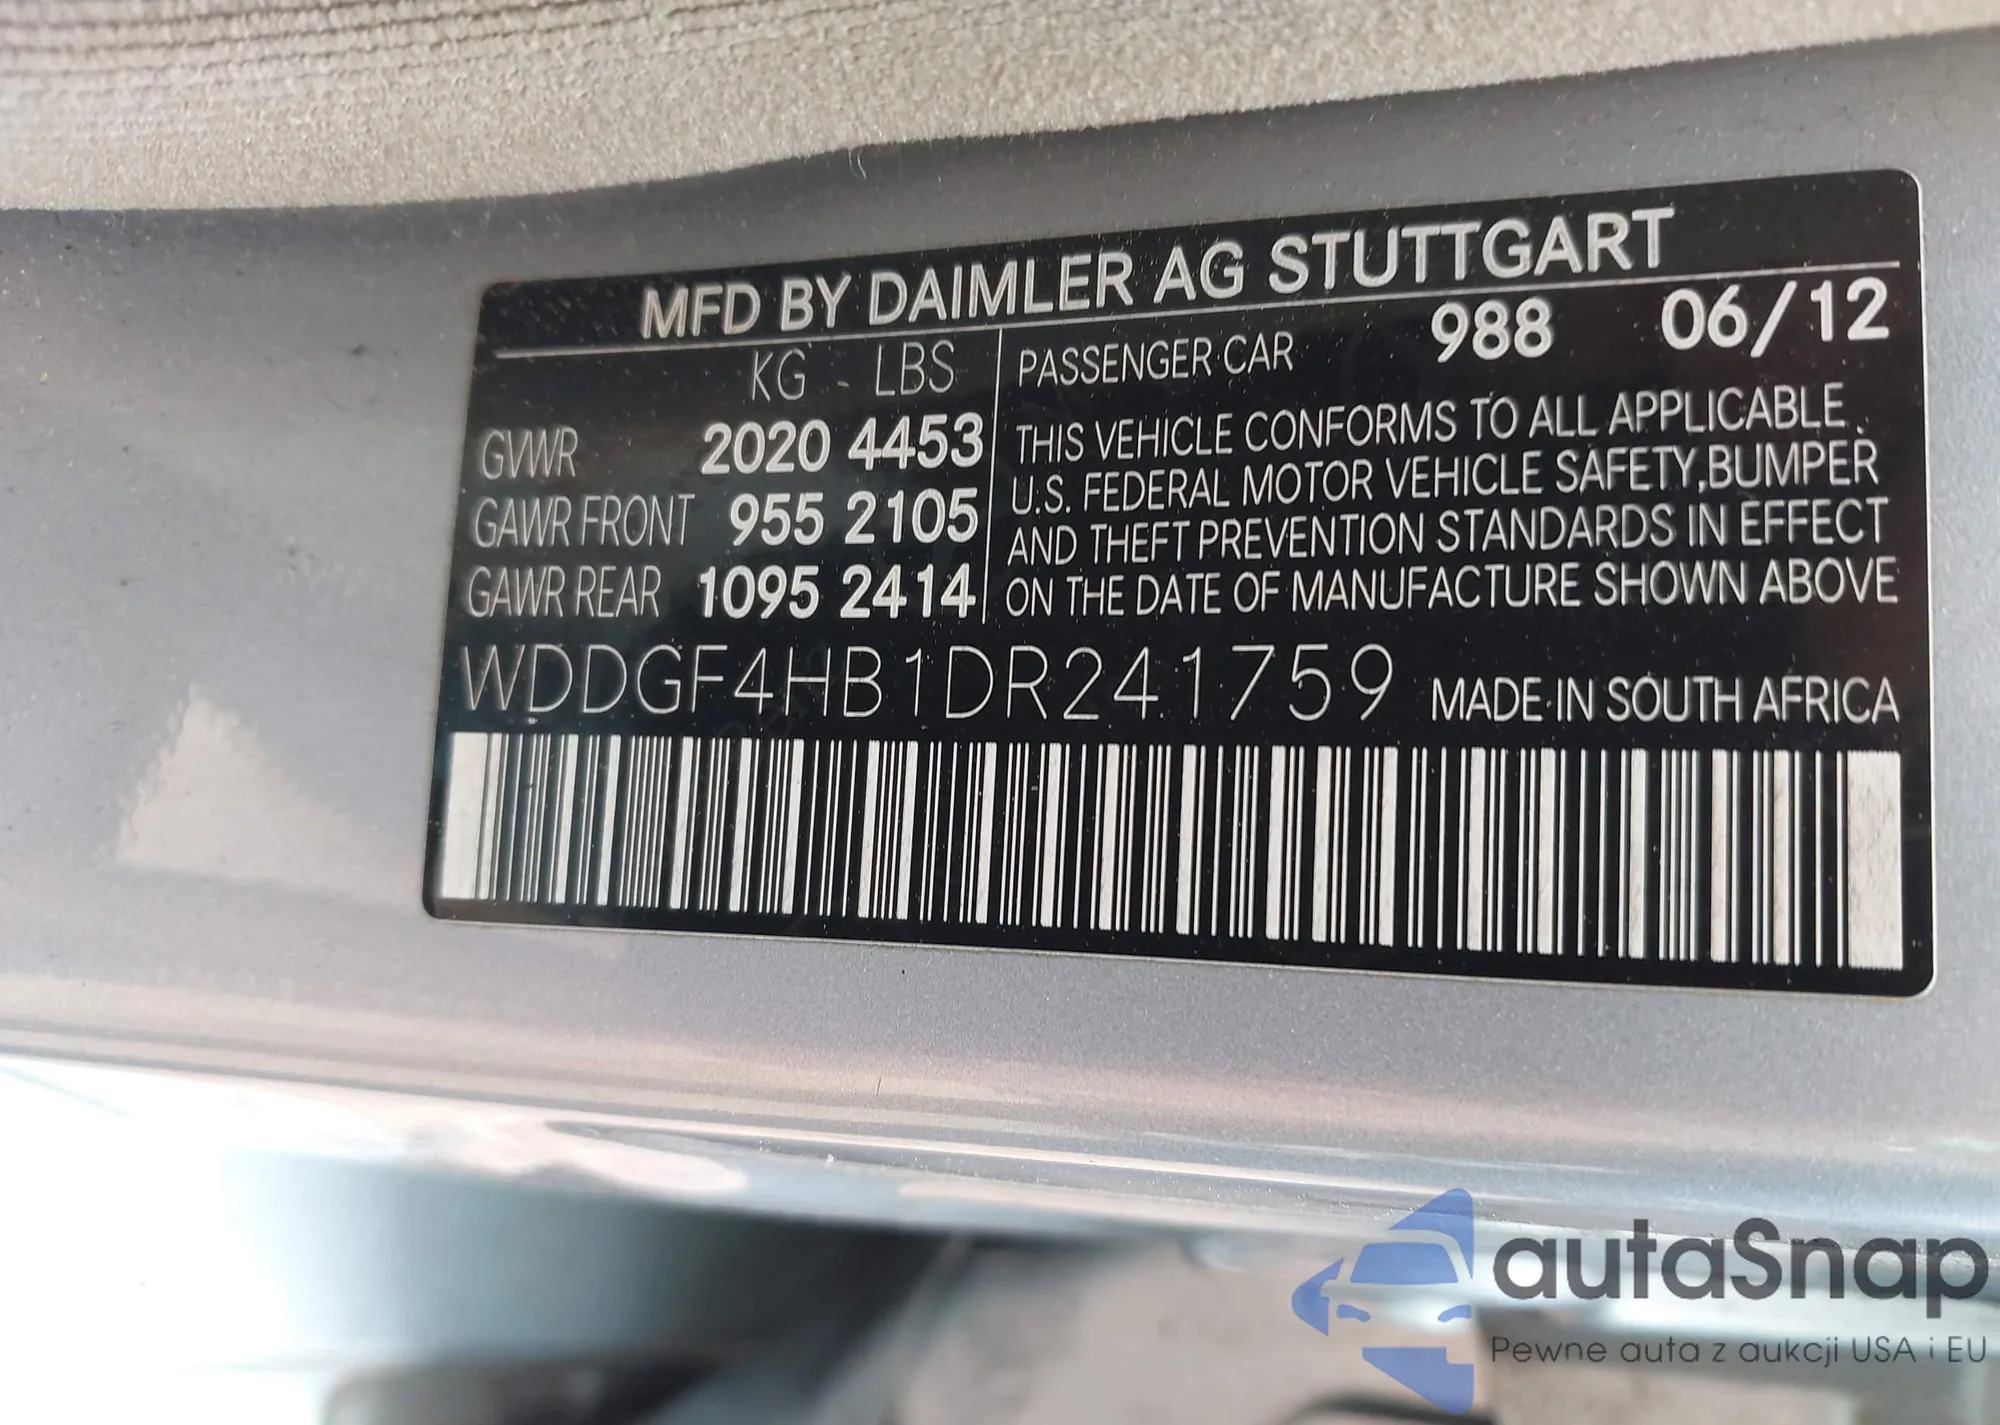 MFD BY DAIMLER AG STUTTGART
KG LBS
GVWR 2020 4453
GAWR FRONT 955 2105
GAWR REAR 1095 2414
PASSENGER CAR 988 06/12
THIS VEHICLE CONFORMS TO ALL APPLICABLE
U.S. FEDERAL MOTOR VEHICLE SAFETY,BUMPER
AND THEFT PREVENTION STANDARDS IN EFFECT
ON THE DATE OF MANUFACTURE SHOWN ABOVE
WDDGF4HB1DR241759 MADE IN SOUTH AFRICA
autaSnap
Pewne auta z aukcji USA i EU